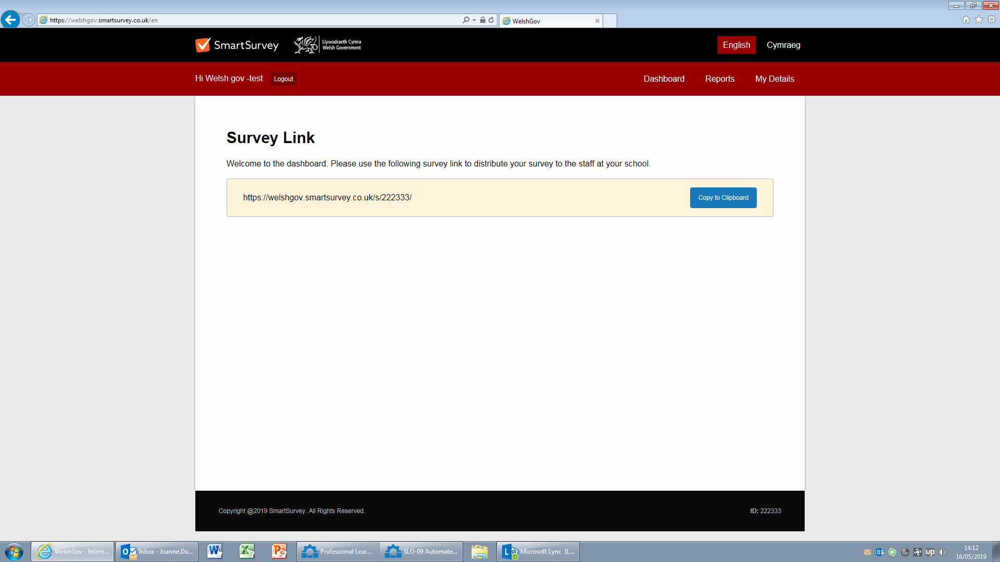 https://welshgov.smartsurvey.co.uk/en
WelshGov
SmartSurvey
Llywodraeth Cymru
Welsh Government
English
Cymraeg
Hi Welsh gov -test
Logout
Dashboard
Reports
My Details
Survey Link
Welcome to the dashboard. Please use the following survey link to distribute your survey to the staff at your school.
https://welshgov.smartsurvey.co.uk/s/222333/
Copy to Clipboard
Copyright @2019 SmartSurvey. All Rights Reserved.
ID: 222333
WelshGov - Intern...
Inbox - Joanne.Da...
Professional Lear...
SLO-09 Automate...
Microsoft Lync (L...
up
14:12
16/05/2019